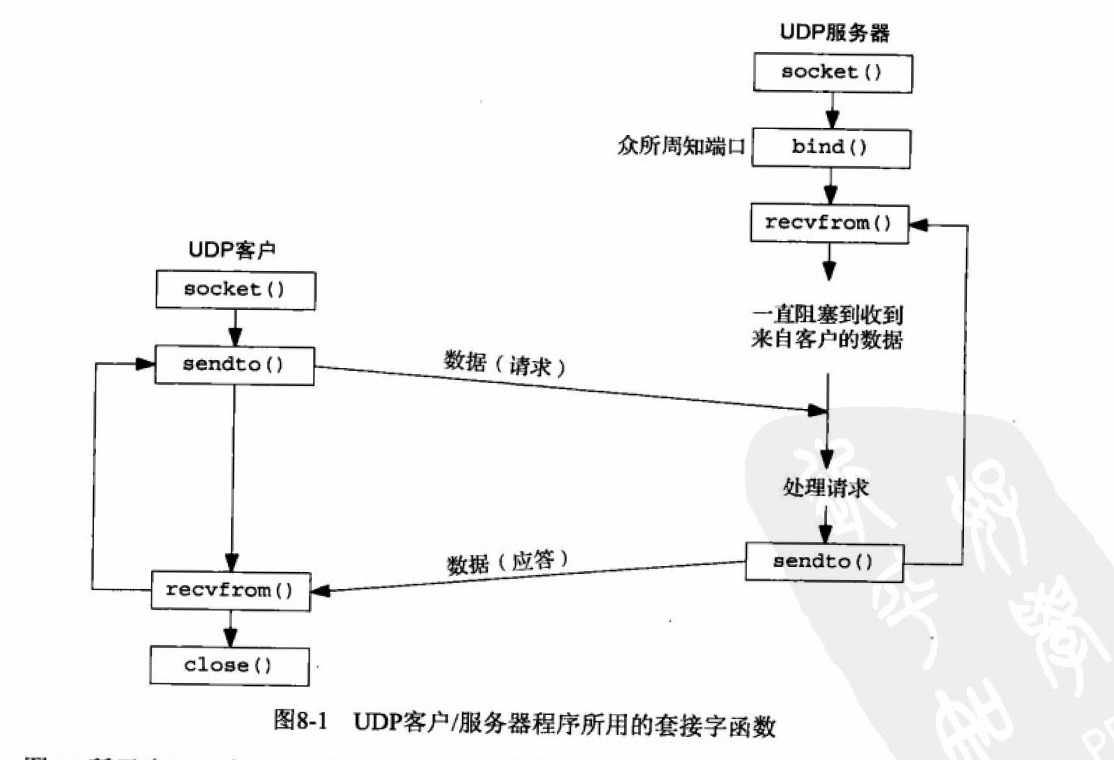 UDP服务器
socket()
众所周知端口
bind()
recvfrom()
UDP客户
socket()
一直阻塞到收到
来自客户的数据
sendto()
数据（请求）
处理请求
数据（应答）
sendto()
recvfrom()
close()
图8-1 UDP客户/服务器程序所用的套接字函数